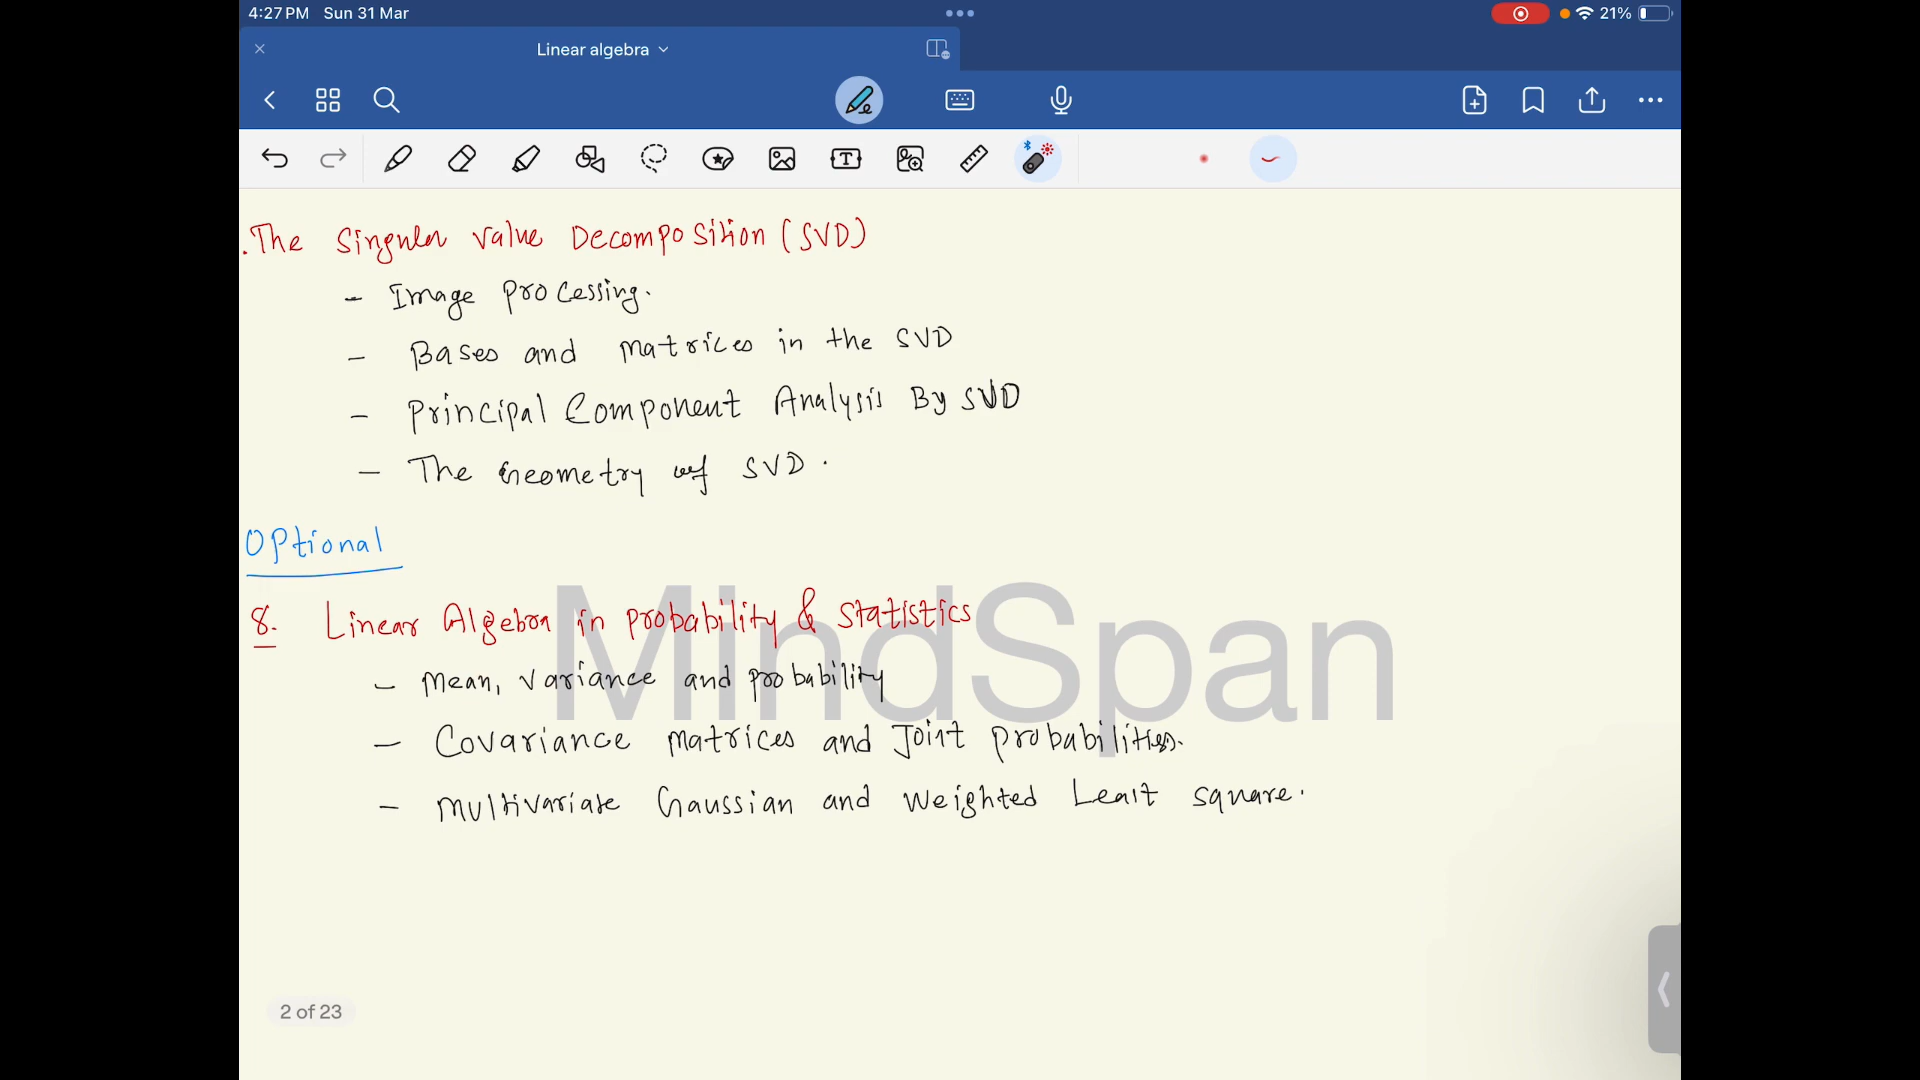 4:27 PM Sun 31 Mar
21%
Linear algebra
.The Singular Value Decomposition (SVD)
- Image processing.
- Bases and matrices in the SVD
- Principal Component Analysis By SVD
- The Geometry of SVD.
Optional
8. Linear Algebra in probability & statistics
- Mean, variance and probability
- Covariance matrices and Joint probabilities.
- multivariate Gaussian and Weighted Least square.
MindSpan
2 of 23